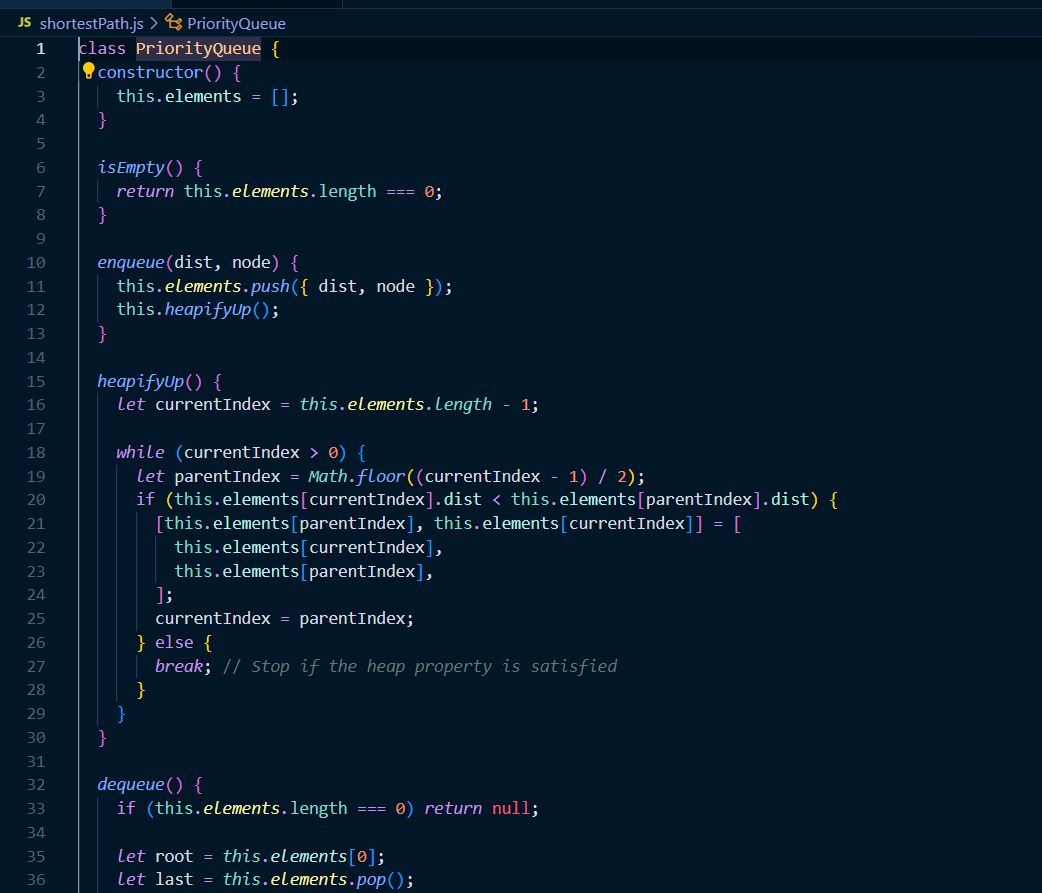 JS shortestPath.js > PriorityQueue
1 class PriorityQueue {
2 constructor() {
3 this.elements = [];
4 }
5
6 isEmpty() {
7 return this.elements.length === 0;
8 }
9
10 enqueue(dist, node) {
11 this.elements.push({ dist, node });
12 this.heapifyUp();
13 }
14
15 heapifyUp() {
16 let currentIndex = this.elements.length - 1;
17
18 while (currentIndex > 0) {
19 let parentIndex = Math.floor((currentIndex - 1) / 2);
20 if (this.elements[currentIndex].dist < this.elements[parentIndex].dist) {
21 [this.elements[parentIndex], this.elements[currentIndex]] = [
22 this.elements[currentIndex],
23 this.elements[parentIndex],
24 ];
25 currentIndex = parentIndex;
26 } else {
27 break; // Stop if the heap property is satisfied
28 }
29 }
30 }
31
32 dequeue() {
33 if (this.elements.length === 0) return null;
34
35 let root = this.elements[0];
36 let last = this.elements.pop();